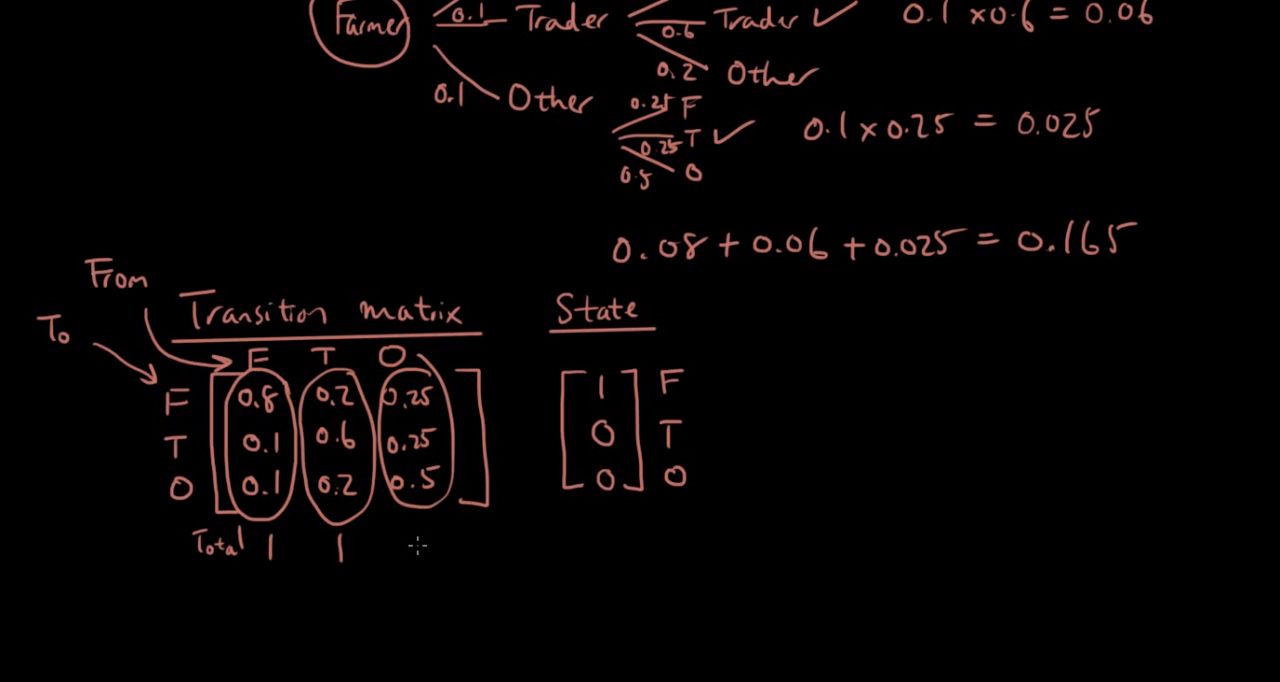 Farmer 0.1 Trader 0.6 Trader ✓ 0.1 × 0.6 = 0.06
0.2 Other
0.1 Other 0.25 F
0.25 T ✓ 0.1 × 0.25 = 0.025
0.5 O
0.08 + 0.06 + 0.025 = 0.165
From
To
Transition matrix State
F T O
F 0.8 0.2 0.25 1 F
T 0.1 0.6 0.25 0 T
O 0.1 0.2 0.5 0 O
Total 1 1